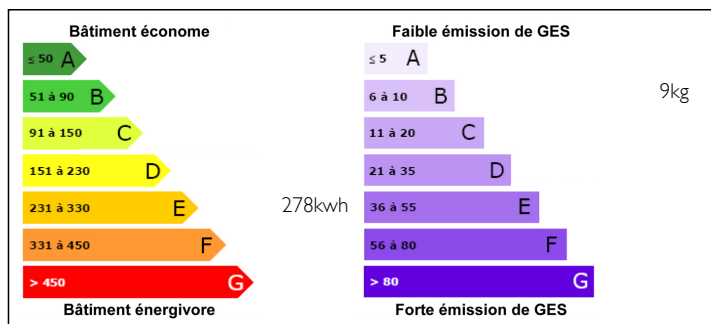 Bâtiment économe
≤ 50 A
51 à 90 B
91 à 150 C
151 à 230 D
231 à 330 E
278kwh
331 à 450 F
> 450 G
Bâtiment énergivore
Faible émission de GES
≤ 5 A
6 à 10 B
9kg
11 à 20 C
21 à 35 D
36 à 55 E
56 à 80 F
> 80 G
Forte émission de GES